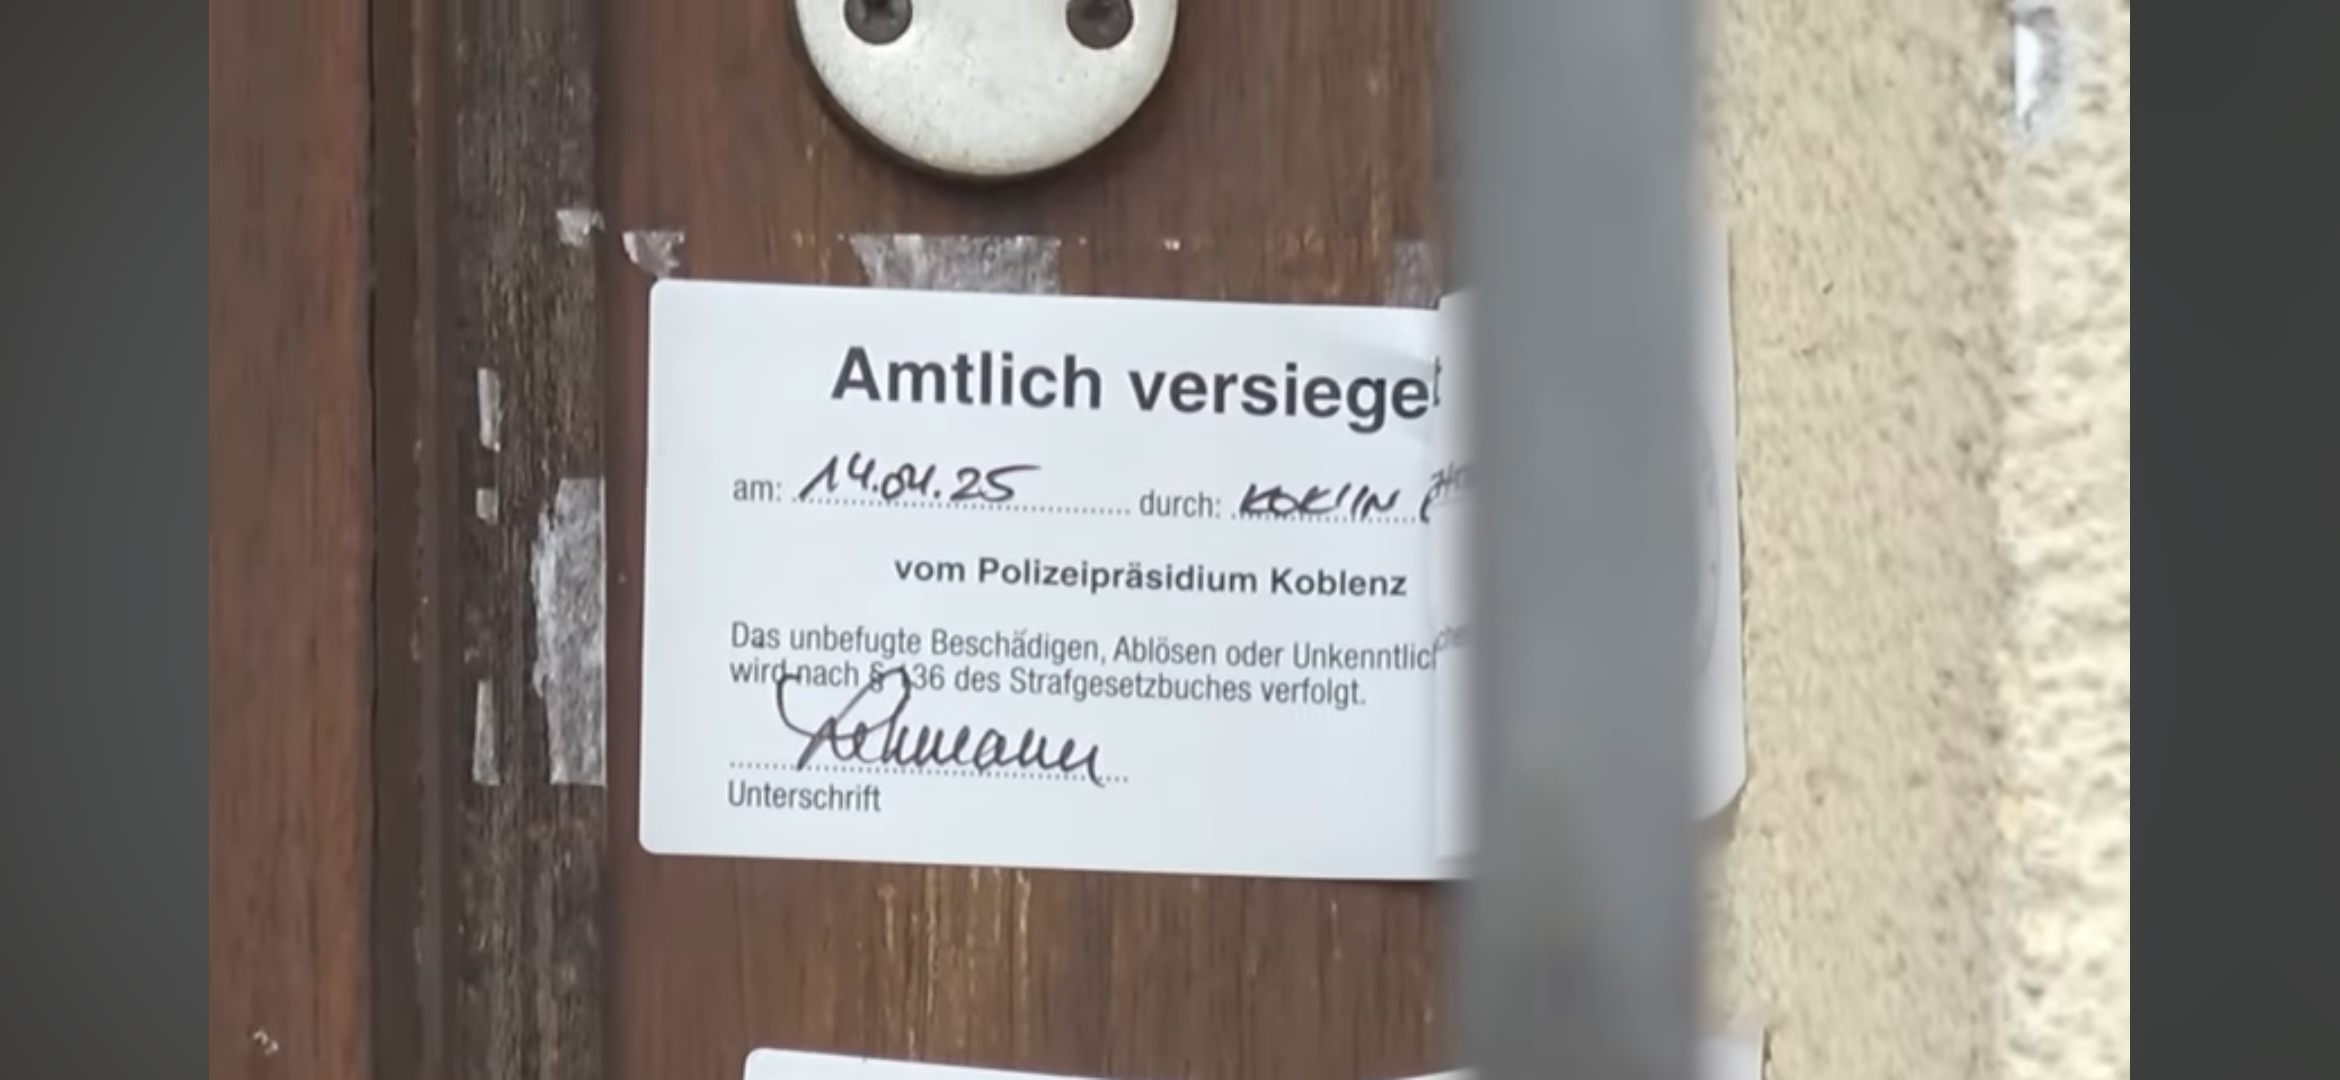 Amtlich versiege
am: 14.04.25 durch: KOK'IN
vom Polizeipräsidium Koblenz
Das unbefugte Beschädigen, Ablösen oder Unkenntlich
wird nach § 136 des Strafgesetzbuches verfolgt.
Unterschrift